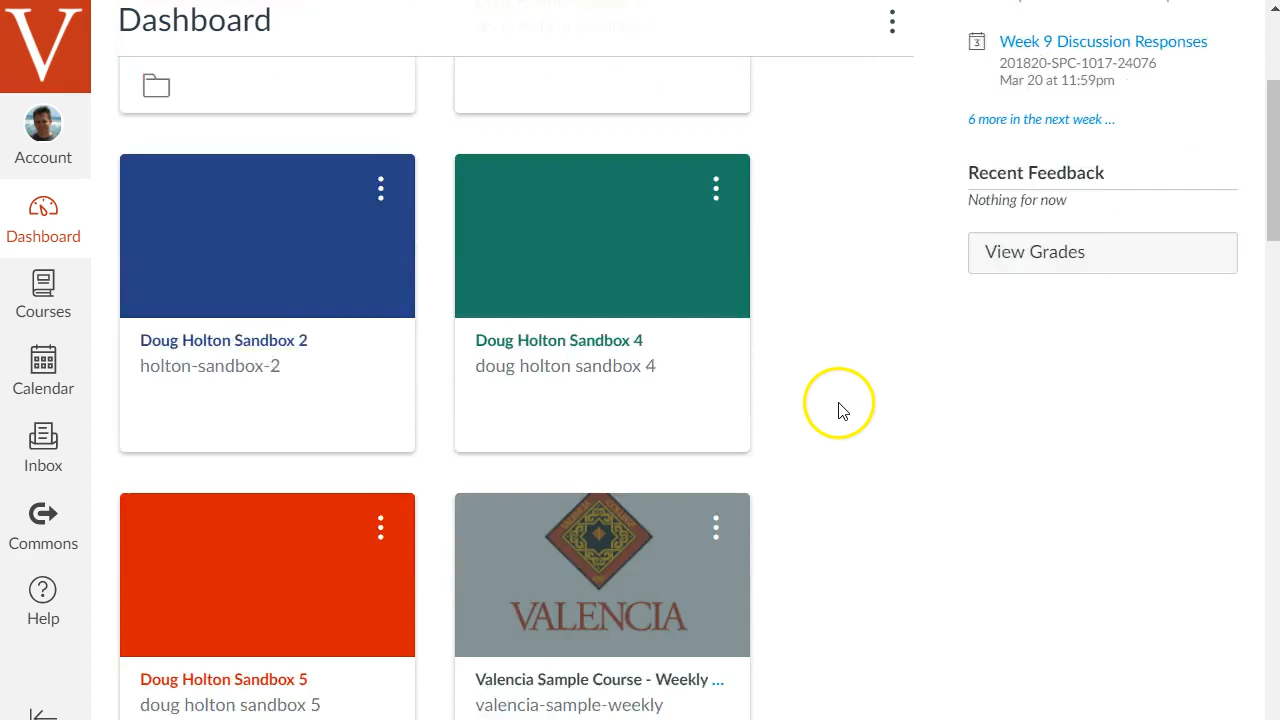 V
Account
Dashboard
Courses
Calendar
Inbox
Commons
Help
Dashboard
Doug Holton Sandbox 2
holton-sandbox-2
Doug Holton Sandbox 4
doug holton sandbox 4
Doug Holton Sandbox 5
doug holton sandbox 5
VALENCIA
Valencia Sample Course - Weekly ...
valencia-sample-weekly
3
Week 9 Discussion Responses
201820-SPC-1017-24076
Mar 20 at 11:59pm
6 more in the next week ...
Recent Feedback
Nothing for now
View Grades